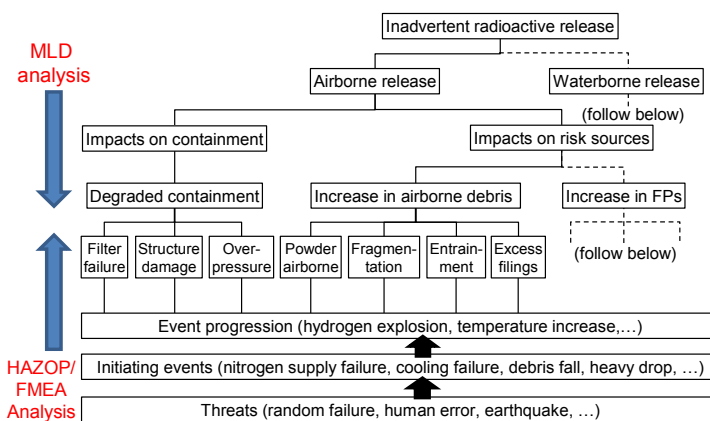 Inadvertent radioactive release
MLD
analysis
Airborne release
Waterborne release
(follow below)
Impacts on containment
Impacts on risk sources
Degraded containment
Increase in airborne debris
Increase in FPs
Filter
failure
Structure
damage
Over-
pressure
Powder
airborne
Fragmen-
tation
Entrain-
ment
Excess
filings
(follow below)
Event progression (hydrogen explosion, temperature increase,…)
HAZOP/
FMEA
Analysis
Initiating events (nitrogen supply failure, cooling failure, debris fall, heavy drop, …)
Threats (random failure, human error, earthquake, …)